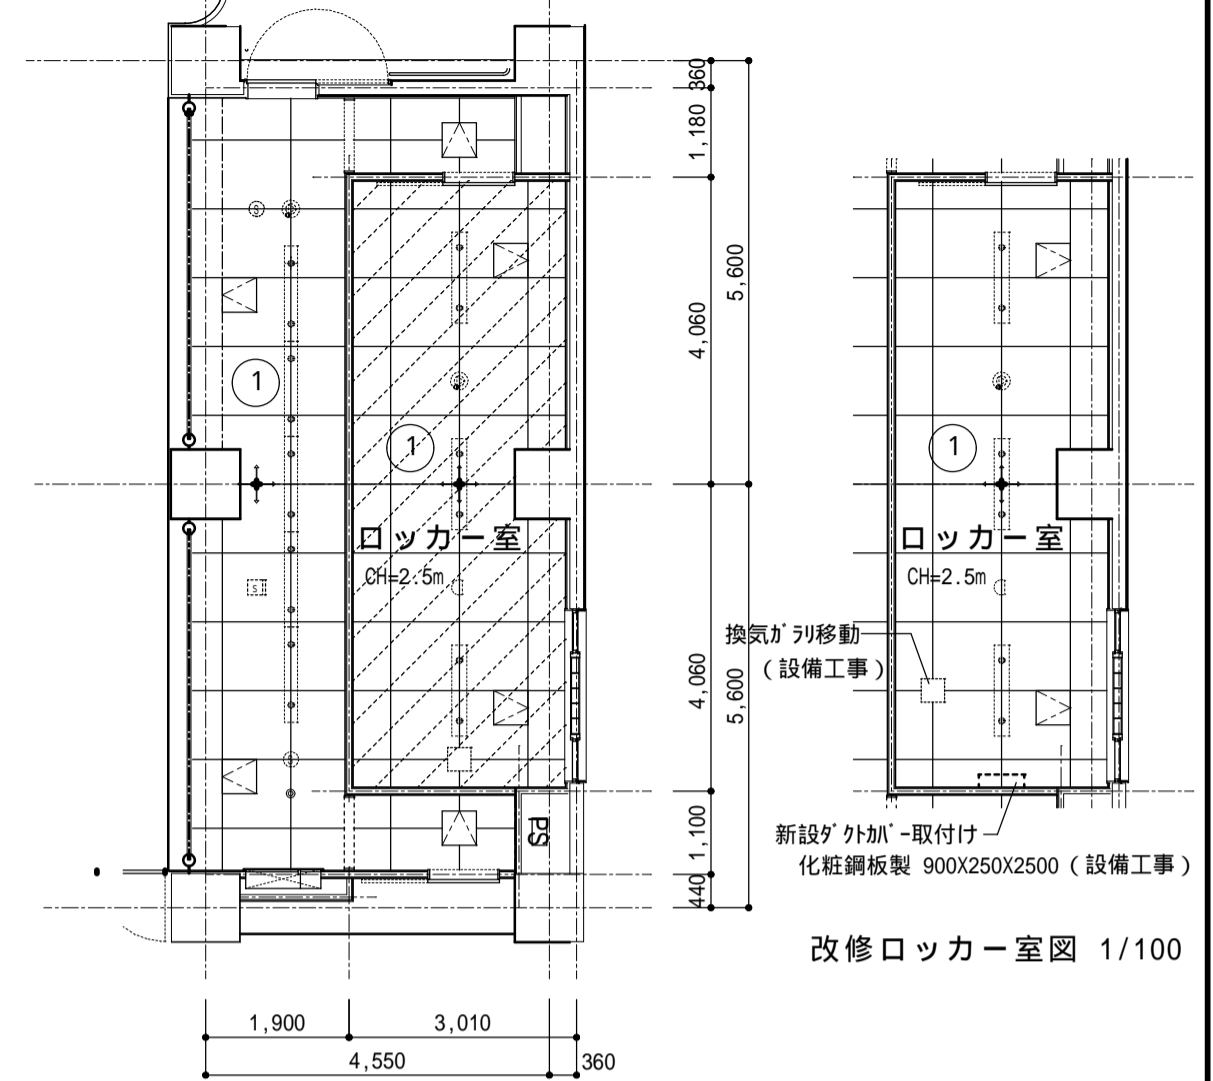 360
1,180
5,600
4,060
1
1
1
S
ロッカー室
CH=2.5m
ロッカー室
CH=2.5m
S
換気ガラリ移動
(設備工事)
4,060
5,600
PS
1,100
440
新設ダクトカバー取付け
化粧鋼板製 900X250X2500(設備工事)
改修ロッカー室図 1/100
1,900
3,010
4,550
360